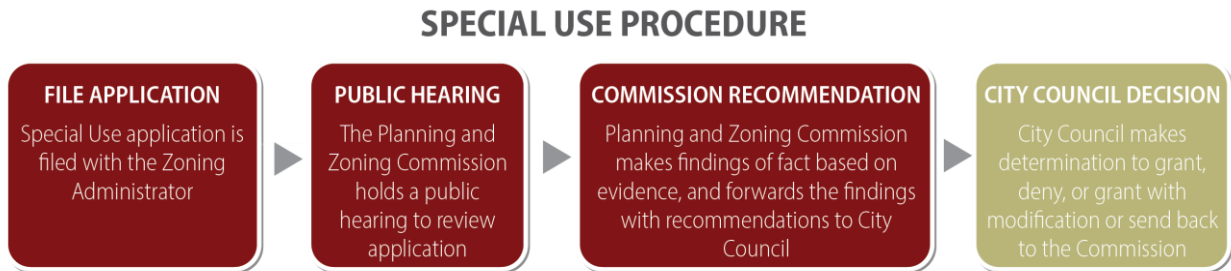 SPECIAL USE PROCEDURE
FILE APPLICATION
Special Use application is
filed with the Zoning
Administrator
PUBLIC HEARING
The Planning and
Zoning Commission
holds a public
hearing to review
application
COMMISSION RECOMMENDATION
Planning and Zoning Commission
makes findings of fact based on
evidence, and forwards the findings
with recommendations to City
Council
CITY COUNCIL DECISION
City Council makes
determination to grant,
deny, or grant with
modification or send back
to the Commission